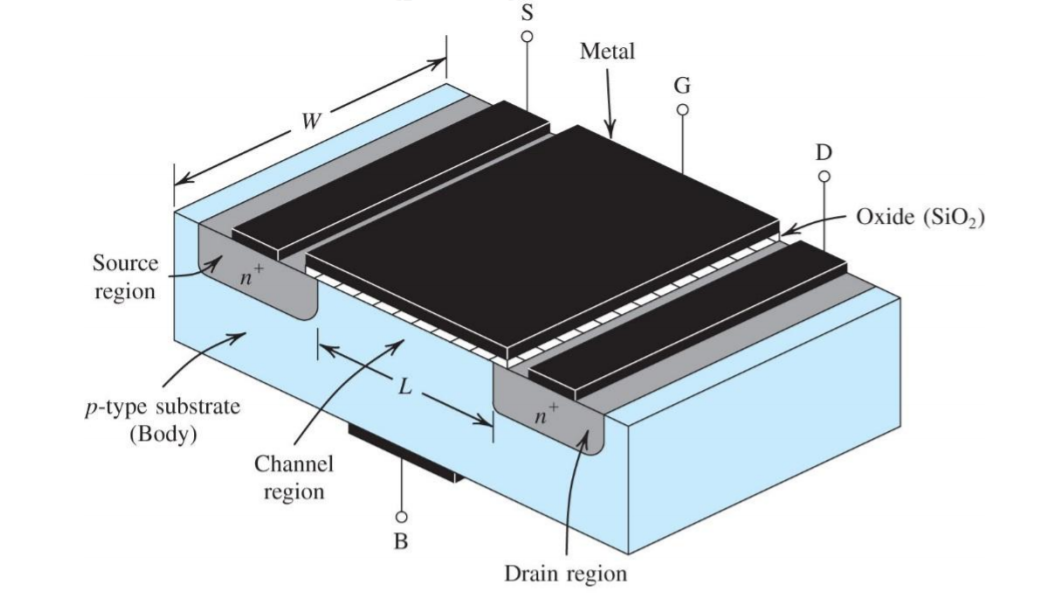 S
Metal
G
W
D
Oxide (SiO₂)
Source
region
n⁺
L
n⁺
p-type substrate
(Body)
Channel
region
B
Drain region